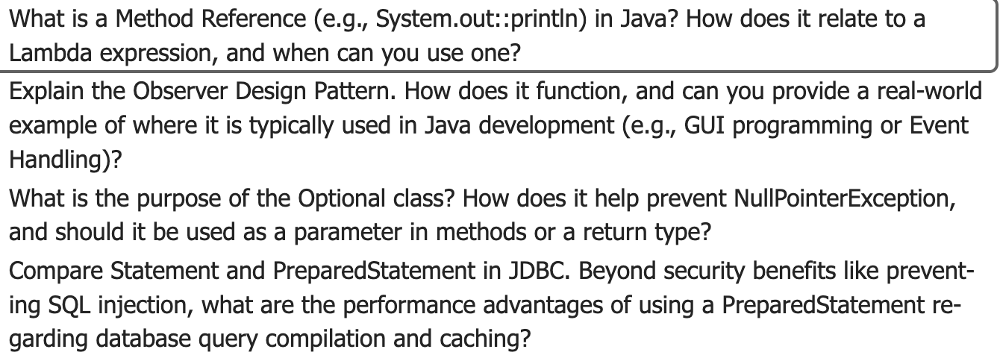 What is a Method Reference (e.g., System.out::println) in Java? How does it relate to a
Lambda expression, and when can you use one?
Explain the Observer Design Pattern. How does it function, and can you provide a real-world
example of where it is typically used in Java development (e.g., GUI programming or Event
Handling)?
What is the purpose of the Optional class? How does it help prevent NullPointerException,
and should it be used as a parameter in methods or a return type?
Compare Statement and PreparedStatement in JDBC. Beyond security benefits like prevent-
ing SQL injection, what are the performance advantages of using a PreparedStatement re-
garding database query compilation and caching?